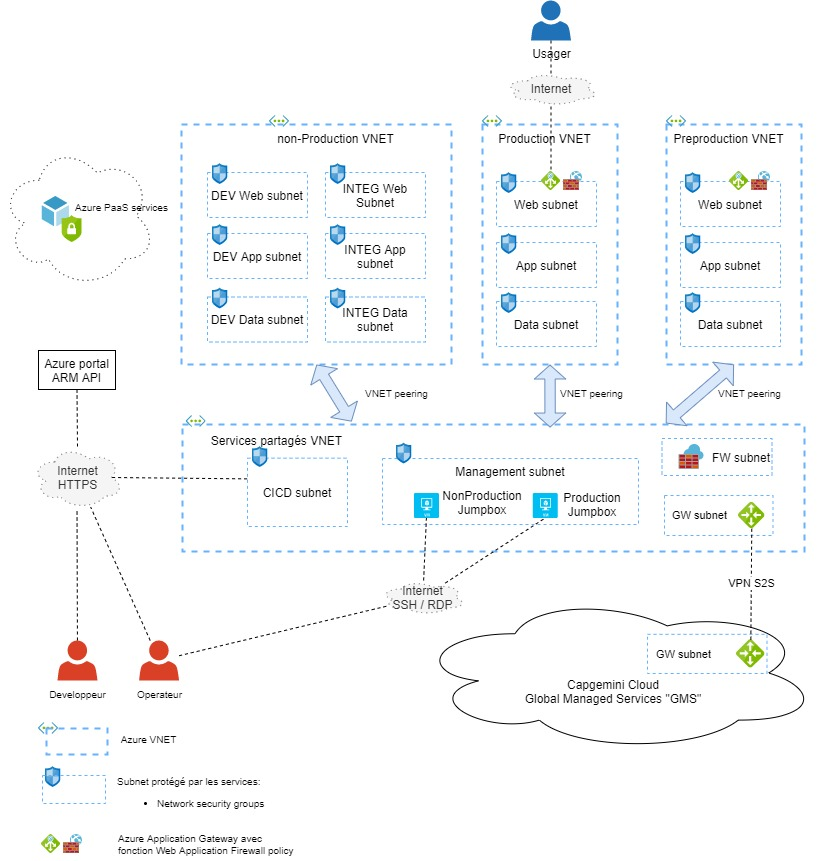 Usager
Internet
non-Production VNET
Production VNET
Preproduction VNET
DEV Web subnet
INTEG Web
Subnet
Web subnet
Web subnet
Azure PaaS services
DEV App subnet
INTEG App
subnet
App subnet
App subnet
DEV Data subnet
INTEG Data
subnet
Data subnet
Data subnet
Azure portal
ARM API
VNET peering
VNET peering
VNET peering
Services partagés VNET
Internet
HTTPS
CICD subnet
Management subnet
NonProduction
Jumpbox
Production
Jumpbox
FW subnet
GW subnet
Internet
SSH / RDP
VPN S2S
GW subnet
Capgemini Cloud
Global Managed Services "GMS"
Developpeur
Operateur
Azure VNET
Subnet protégé par les services:
• Network security groups
Azure Application Gateway avec
fonction Web Application Firewall policy